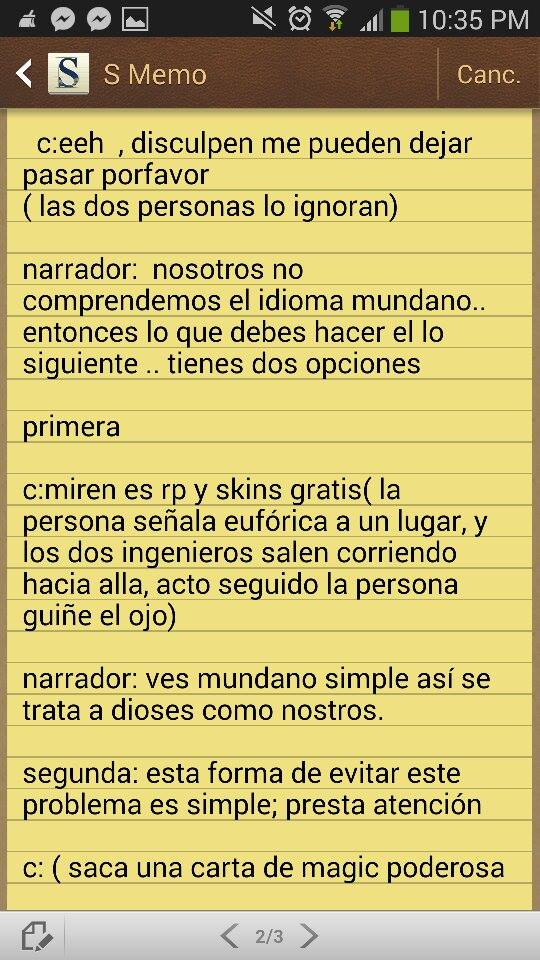 10:35 PM
S
S Memo
Canc.
c:eeh , disculpen me pueden dejar
pasar porfavor
( las dos personas lo ignoran)
narrador: nosotros no
comprendemos el idioma mundano..
entonces lo que debes hacer el lo
siguiente .. tienes dos opciones
primera
c:miren es rp y skins gratis( la
persona señala eufórica a un lugar, y
los dos ingenieros salen corriendo
hacia alla, acto seguido la persona
guiñe el ojo)
narrador: ves mundano simple así se
trata a dioses como nostros.
segunda: esta forma de evitar este
problema es simple; presta atención
c: ( saca una carta de magic poderosa
2/3